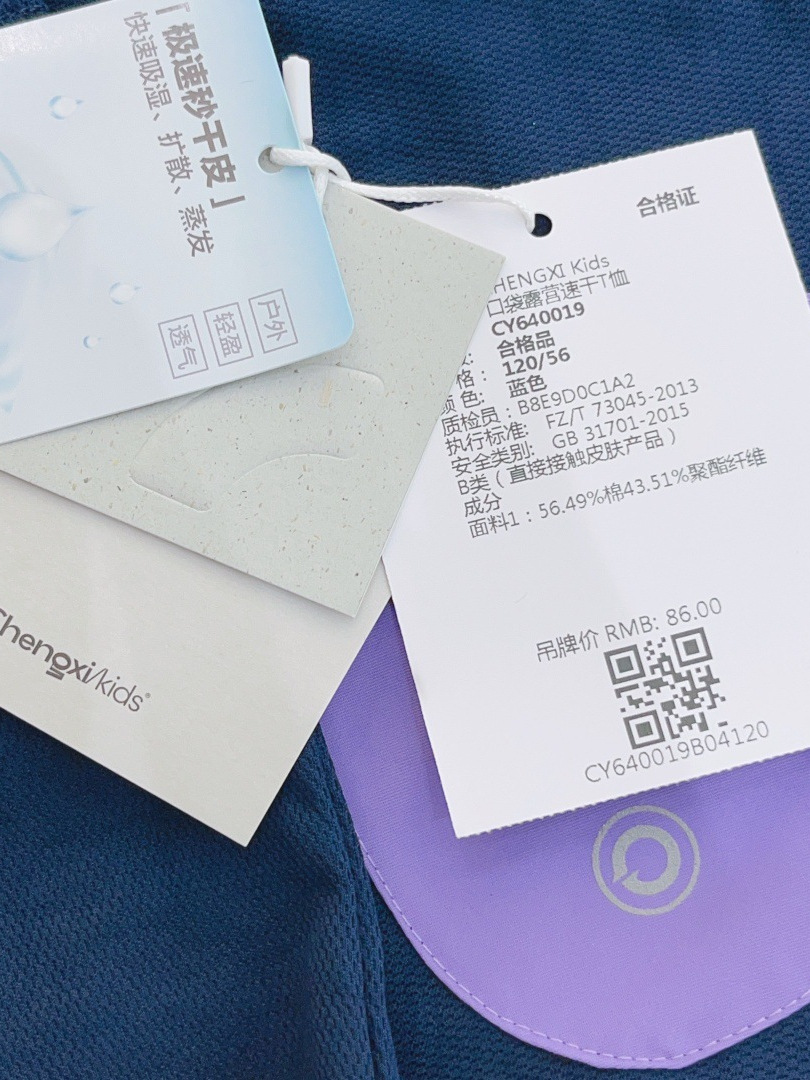 『极速秒干皮』
快速吸湿、扩散、蒸发
户外
轻盈
透气
Shengxi/kids®
合格证
HENGXI Kids
口袋露营速干T恤
CY640019
合格品
格：120/56
颜色：蓝色
质检员：B8E9D0C1A2
执行标准: FZ/T 73045-2013
安全类别: GB 31701-2015
B类（直接接触皮肤产品）
成分
面料1：56.49%棉43.51%聚酯纤维
吊牌价 RMB: 86.00
CY640019B04120